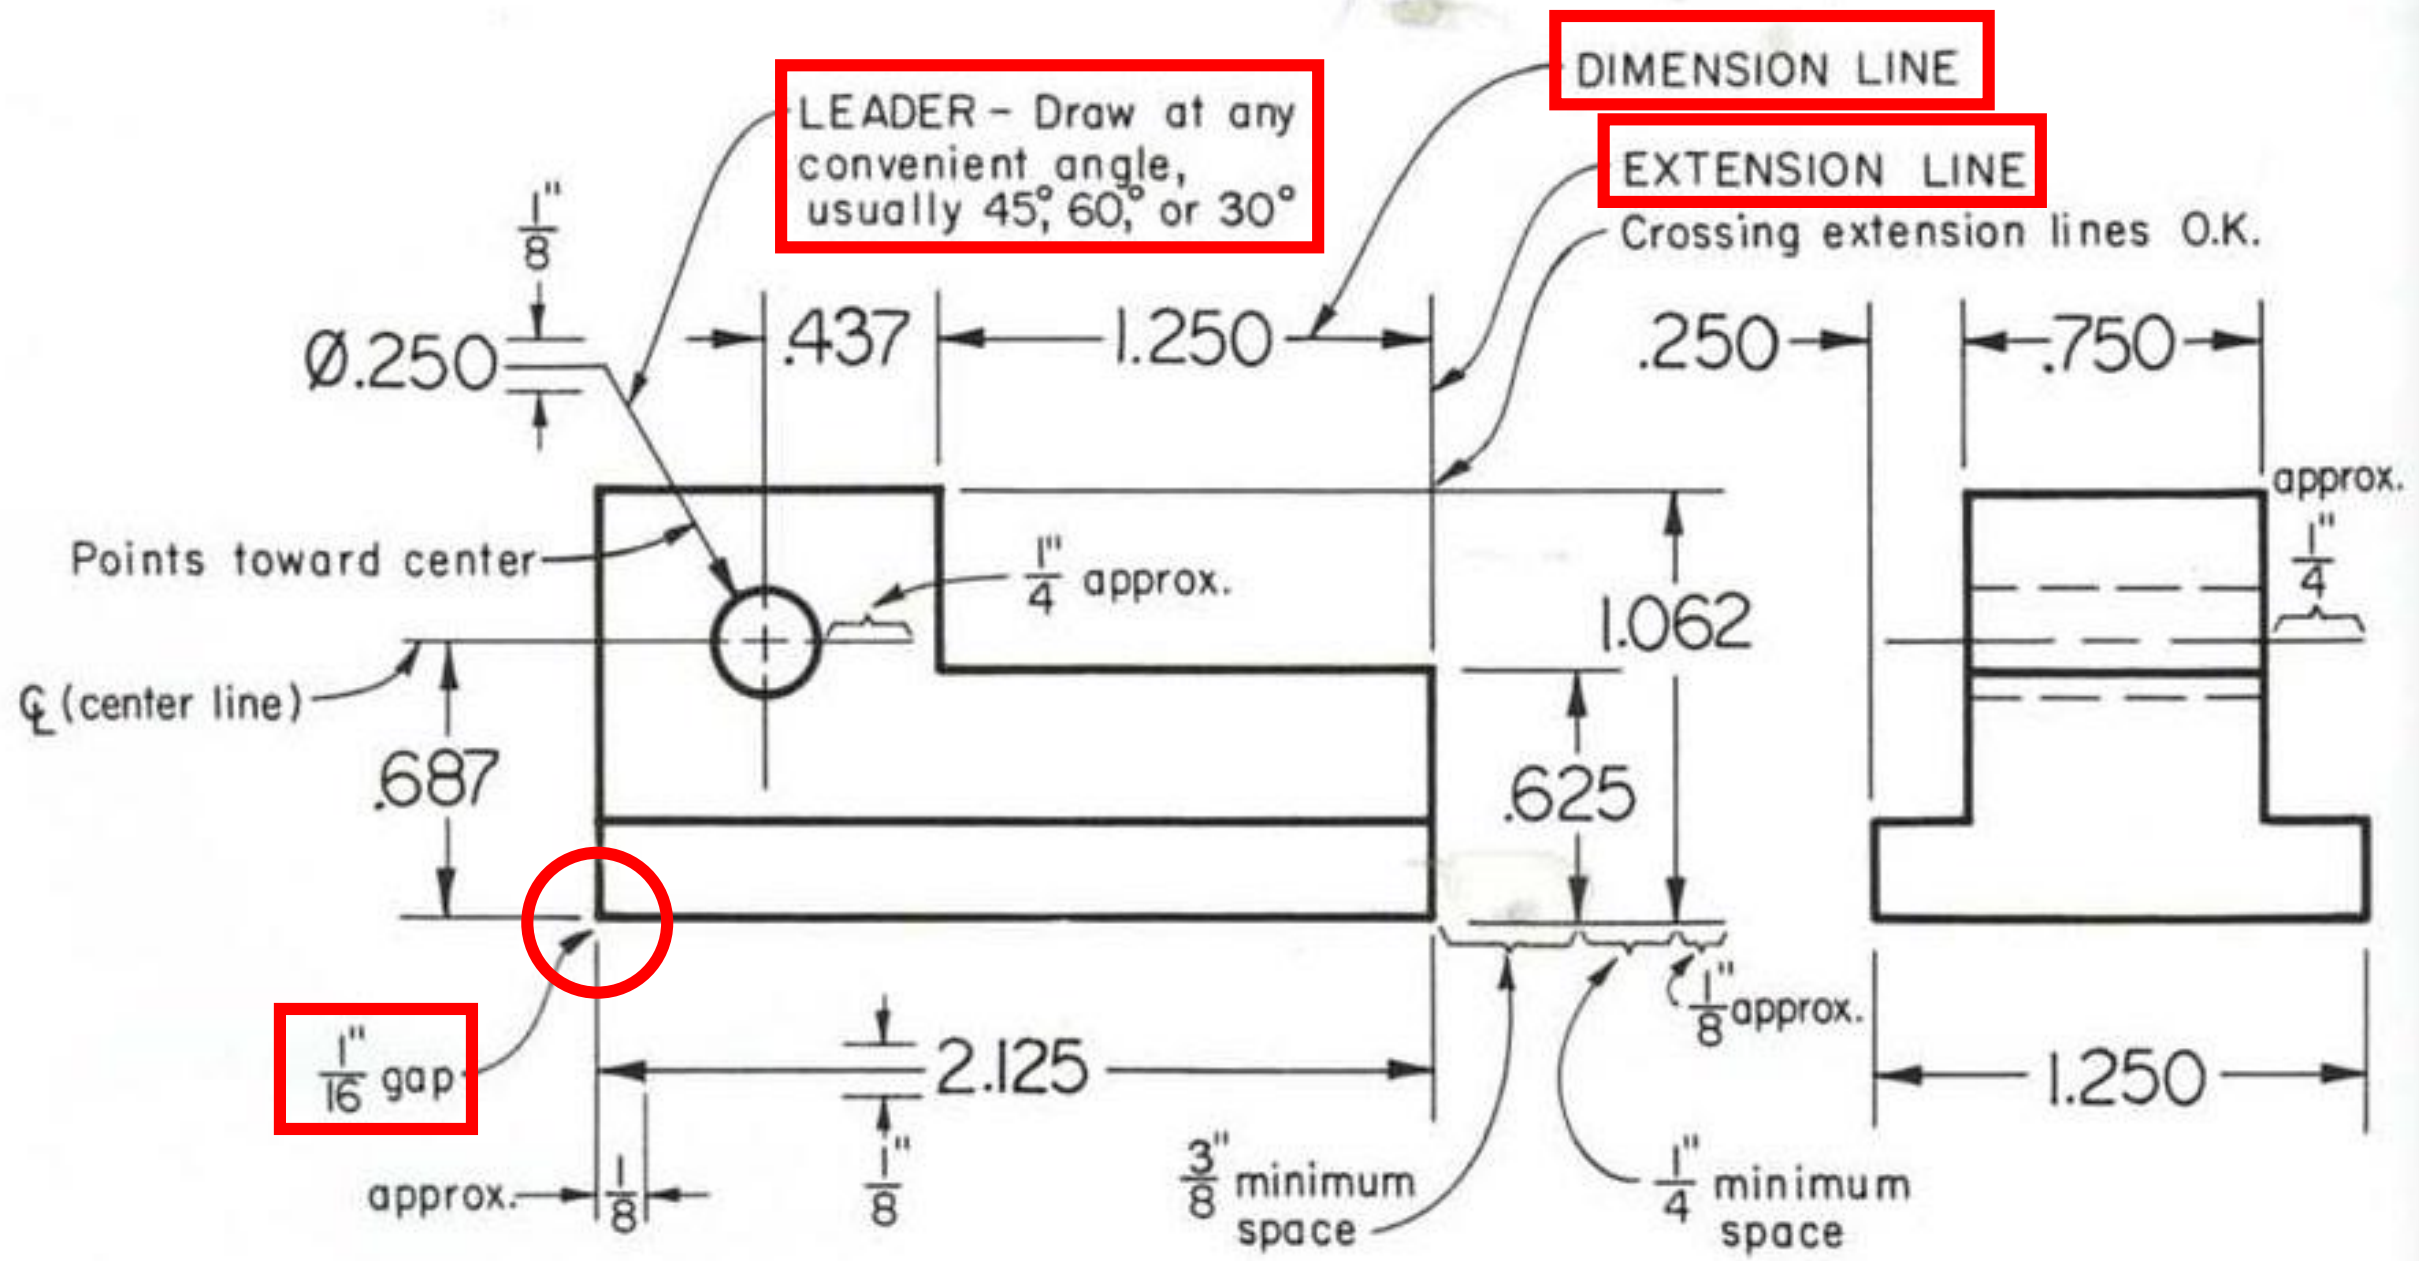 DIMENSION LINE
LEADER – Draw at any
convenient angle,
usually 45°, 60°, or 30°
EXTENSION LINE
Crossing extension lines O.K.
1/8"
Ø.250
.437
1.250
.250
.750
approx.
1/4"
Points toward center
1/4" approx.
1.062
℄ (center line)
.687
.625
1/16" gap
2.125
1/8" approx.
1.250
approx. 1/8
1/8"
3/8" minimum
space
1/4" minimum
space